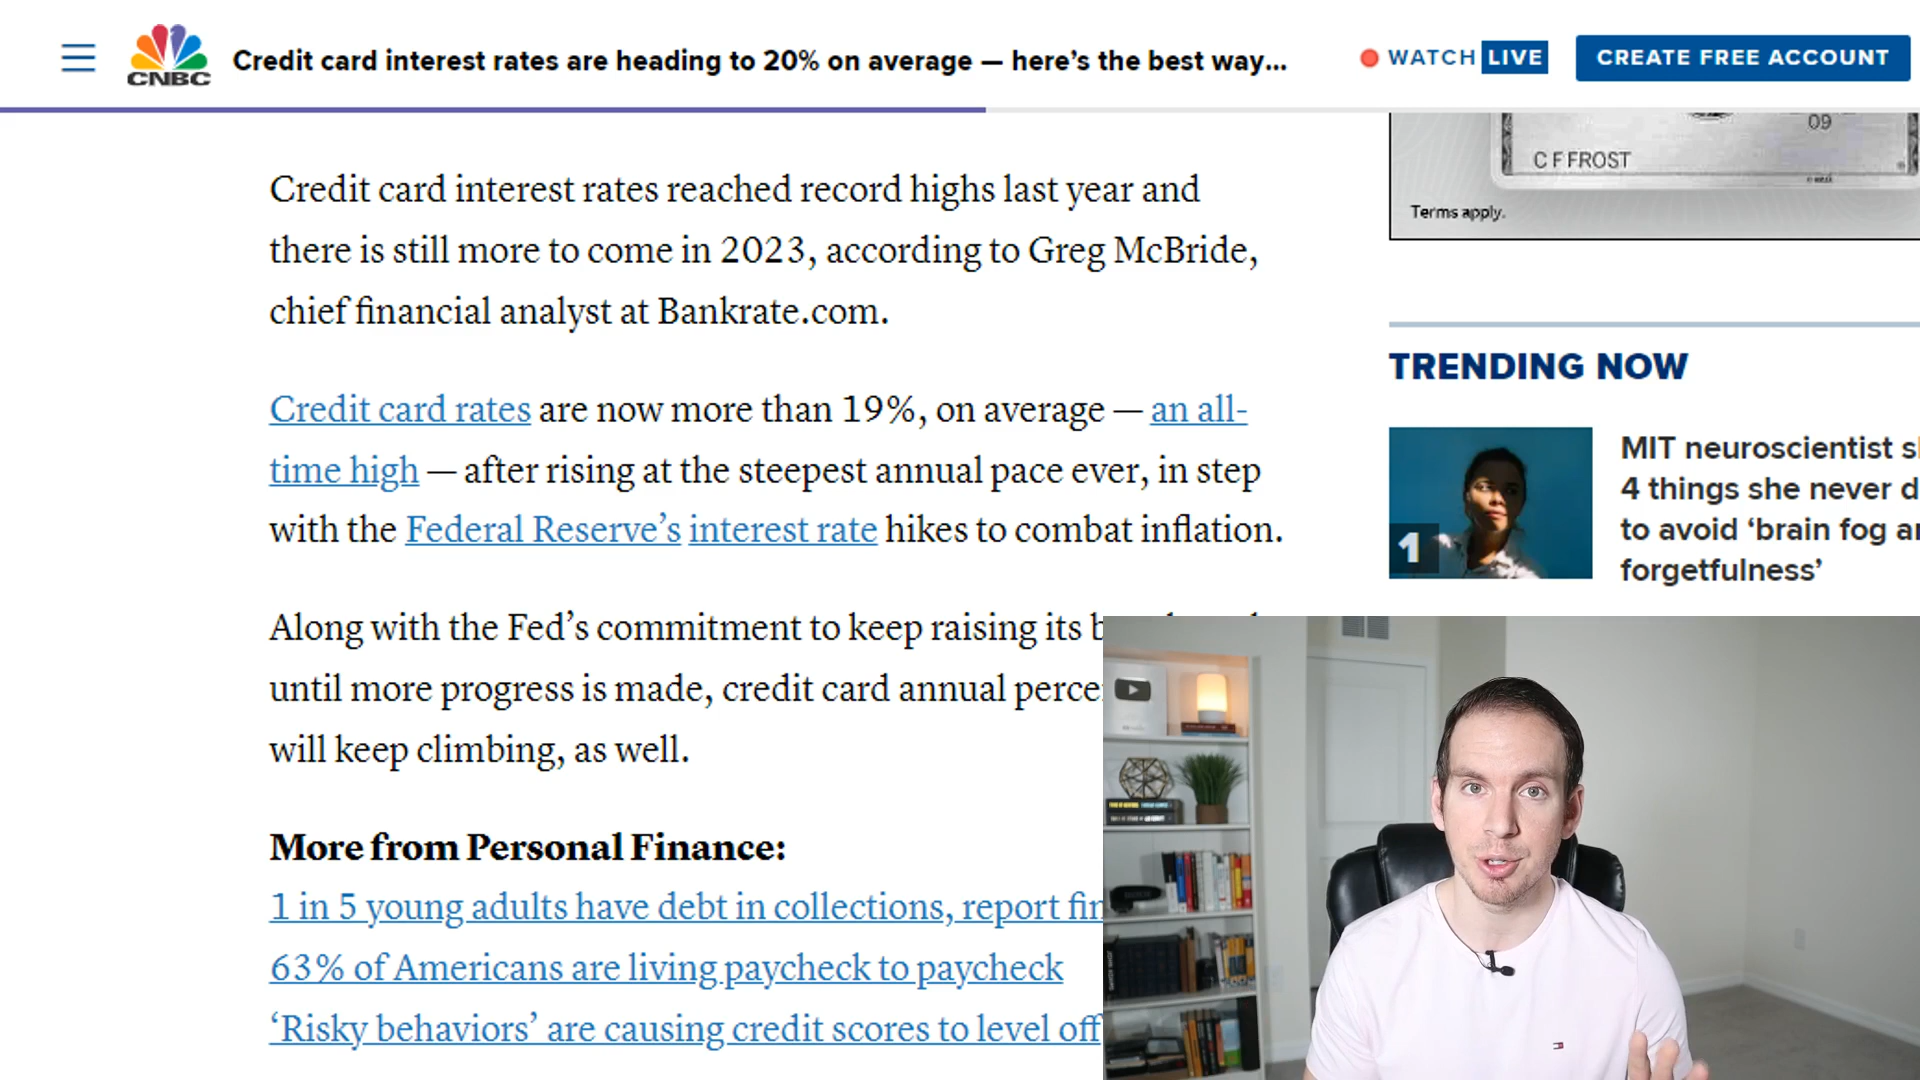 CNBC
Credit card interest rates are heading to 20% on average — here’s the best way...
WATCH LIVE
CREATE FREE ACCOUNT
Credit card interest rates reached record highs last year and
there is still more to come in 2023, according to Greg McBride,
chief financial analyst at Bankrate.com.
Credit card rates are now more than 19%, on average — an all-
time high — after rising at the steepest annual pace ever, in step
with the Federal Reserve’s interest rate hikes to combat inflation.
Along with the Fed’s commitment to keep raising its
until more progress is made, credit card annual
will keep climbing, as well.
More from Personal Finance:
1 in 5 young adults have debt in collections, report
63% of Americans are living paycheck to paycheck
‘Risky behaviors’ are causing credit scores to level off
09
C F FROST
Terms apply.
TRENDING NOW
1
MIT neuroscientist
4 things she never
to avoid ‘brain fog
forgetfulness’